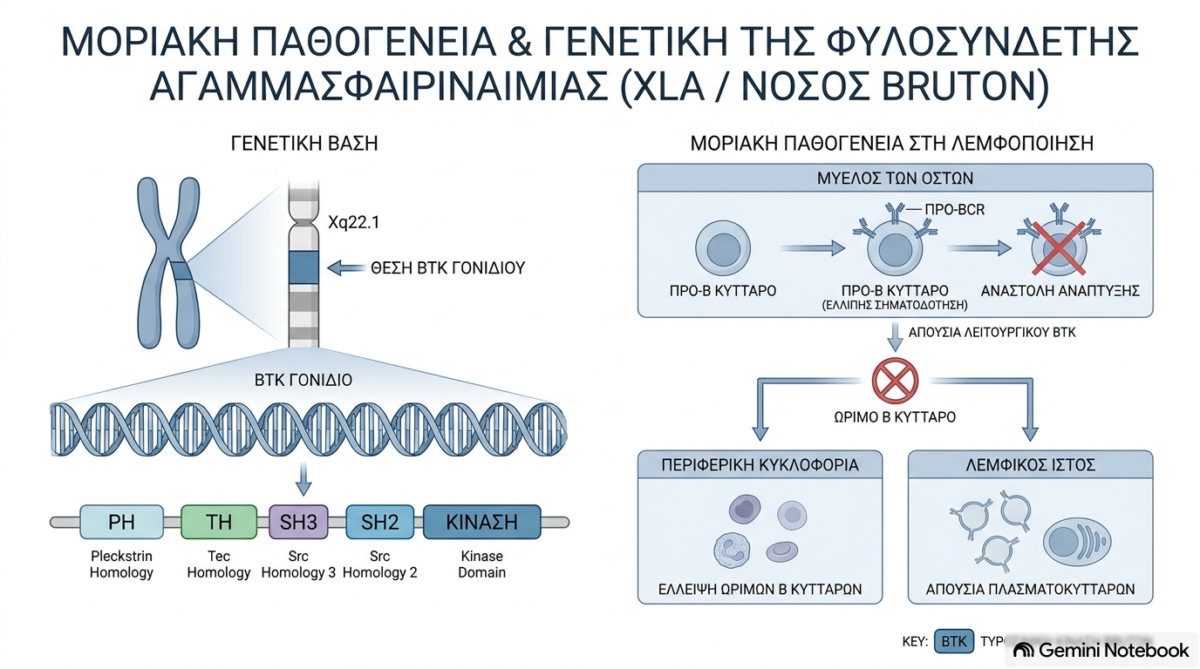 ΜΟΡΙΑΚΗ ΠΑΘΟΓΕΝΕΙΑ & ΓΕΝΕΤΙΚΗ ΤΗΣ ΦΥΛΟΣΥΝΔΕΤΗΣ
ΑΓΑΜΜΑΣΦΑΙΡΙΝΑΙΜΙΑΣ (XLA / ΝΟΣΟΣ BRUTON)
ΓΕΝΕΤΙΚΗ ΒΑΣΗ
Xq22.1
ΘΕΣΗ BTK ΓΟΝΙΔΙΟΥ
BTK ΓΟΝΙΔΙΟ
PH
TH
SH3
SH2
ΚΙΝΑΣΗ
Pleckstrin
Homology
Tec
Homology
Src
Homology 3
Src
Homology 2
Kinase
Domain
ΜΟΡΙΑΚΗ ΠΑΘΟΓΕΝΕΙΑ ΣΤΗ ΛΕΜΦΟΠΟΙΗΣΗ
ΜΥΕΛΟΣ ΤΩΝ ΟΣΤΩΝ
ΠΡΟ-BCR
ΠΡΟ-Β ΚΥΤΤΑΡΟ
ΠΡΟ-Β ΚΥΤΤΑΡΟ
(ΕΛΛΙΠΗΣ ΣΗΜΑΤΟΔΟΤΗΣΗ)
ΑΝΑΣΤΟΛΗ ΑΝΑΠΤΥΞΗΣ
ΑΠΟΥΣΙΑ ΛΕΙΤΟΥΡΓΙΚΟΥ BTK
ΩΡΙΜΟ Β ΚΥΤΤΑΡΟ
ΠΕΡΙΦΕΡΙΚΗ ΚΥΚΛΟΦΟΡΙΑ
ΕΛΛΕΙΨΗ ΩΡΙΜΩΝ Β ΚΥΤΤΑΡΩΝ
ΛΕΜΦΙΚΟΣ ΙΣΤΟΣ
ΑΠΟΥΣΙΑ ΠΛΑΣΜΑΤΟΚΥΤΤΑΡΩΝ
KEY: BTK
Gemini Notebook